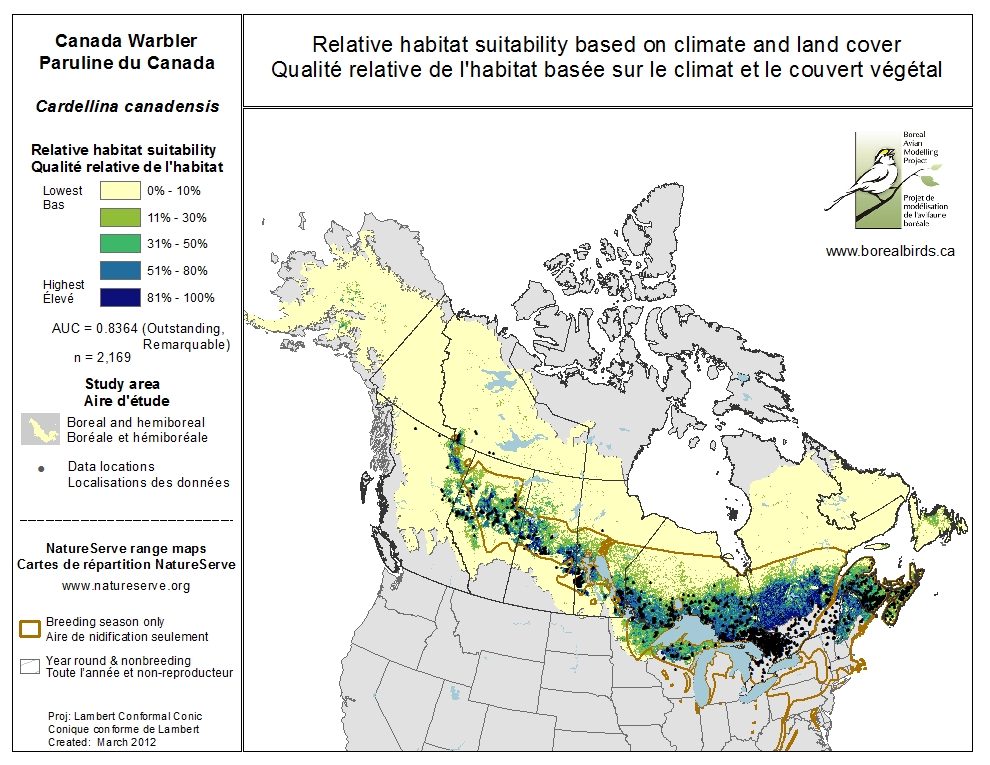 Canada Warbler
Paruline du Canada
Cardellina canadensis
Relative habitat suitability
Qualité relative de l'habitat
Lowest
Bas
0% - 10%
11% - 30%
31% - 50%
51% - 80%
Highest
Élevé
81% - 100%
AUC = 0.8364 (Outstanding,
Remarquable)
n = 2,169
Study area
Aire d'étude
Boreal and hemiboreal
Boréale et hémiboréale
Data locations
Localisations des données
NatureServe range maps
Cartes de répartition NatureServe
www.natureserve.org
Breeding season only
Aire de nidification seulement
Year round & nonbreeding
Toute l'année et non-reproducteur
Proj: Lambert Conformal Conic
Conique conforme de Lambert
Created: March 2012
Relative habitat suitability based on climate and land cover
Qualité relative de l'habitat basée sur le climat et le couvert végétal
Boreal
Avian
Modelling
Project
Projet de
modélisation
de l'avifaune
boréale
www.borealbirds.ca